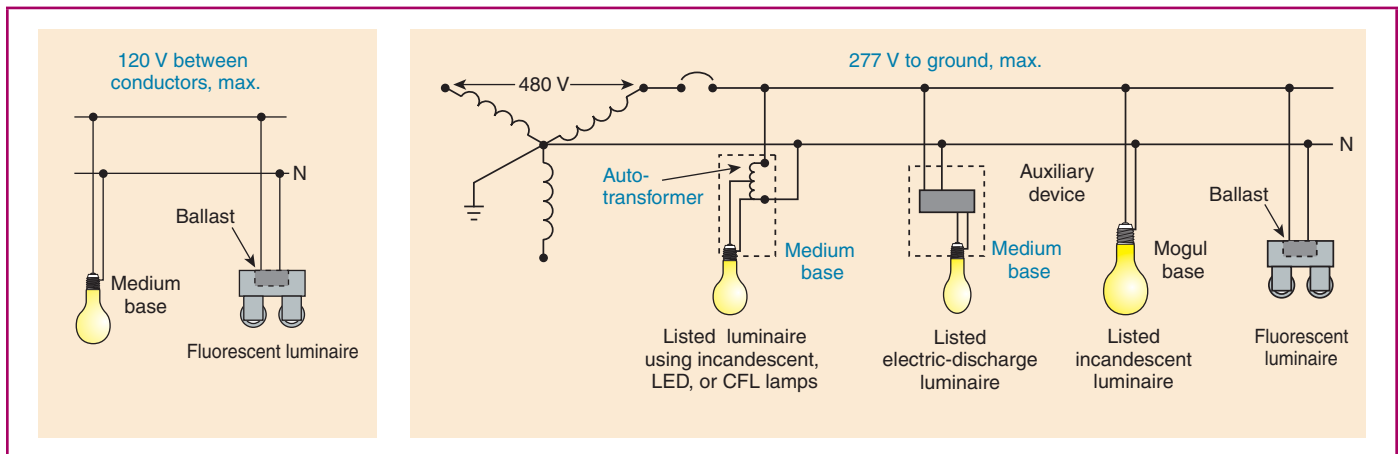 120 V between
conductors, max.
N
Ballast
Medium
base
Fluorescent luminaire
277 V to ground, max.
480 V
N
Auto-
transformer
Medium
base
Listed luminaire
using incandescent,
LED, or CFL lamps
Auxiliary
device
Medium
base
Listed
electric-discharge
luminaire
Mogul
base
Listed
incandescent
luminaire
Ballast
Fluorescent
luminaire